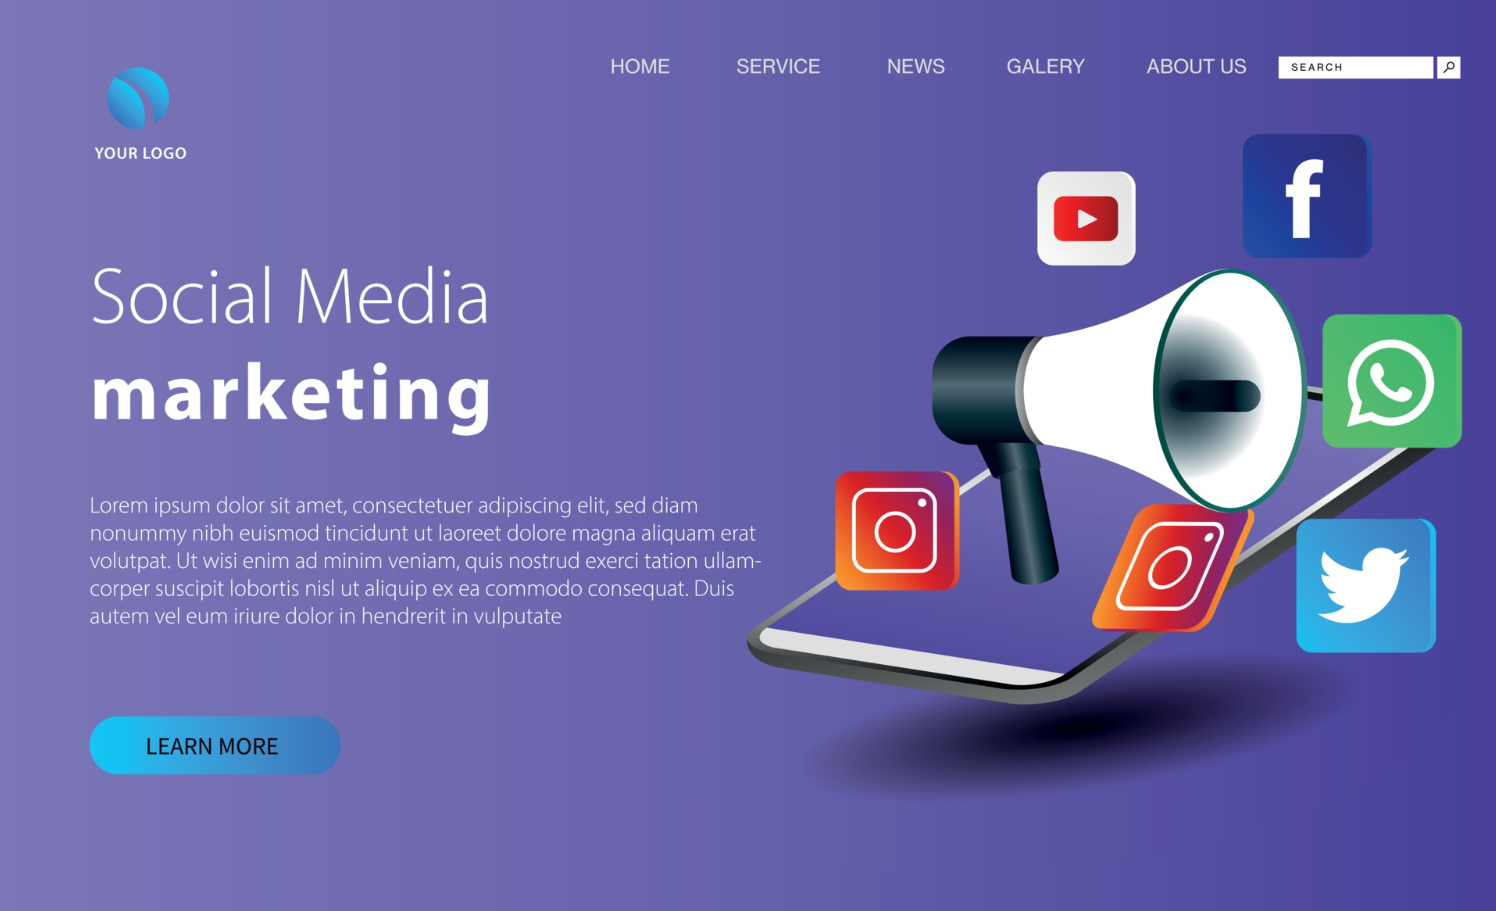 HOME SERVICE NEWS GALERY ABOUT US SEARCH
YOUR LOGO
Social Media
marketing
Lorem ipsum dolor sit amet, consectetuer adipiscing elit, sed diam
nonummy nibh euismod tincidunt ut laoreet dolore magna aliquam erat
volutpat. Ut wisi enim ad minim veniam, quis nostrud exerci tation ullam-
corper suscipit lobortis nisl ut aliquip ex ea commodo consequat. Duis
autem vel eum iriure dolor in hendrerit in vulputate
LEARN MORE
f